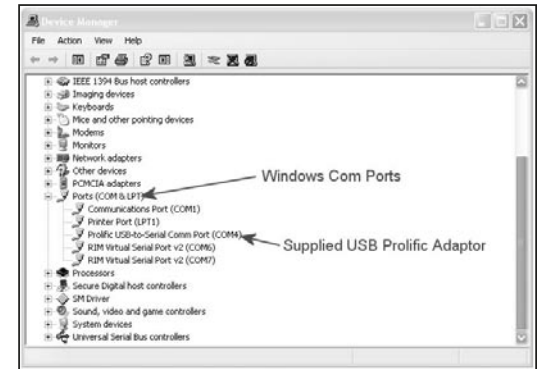 Device Manager
File Action View Help
IEEE 1394 Bus host controllers
Imaging devices
Keyboards
Mice and other pointing devices
Modems
Monitors
Network adapters
Other devices
PCMCIA adapters
Windows Com Ports
Ports (COM & LPT)
Communications Port (COM1)
Printer Port (LPT1)
Prolific USB-to-Serial Comm Port (COM4)
Supplied USB Prolific Adaptor
RIM Virtual Serial Port v2 (COM6)
RIM Virtual Serial Port v2 (COM7)
Processors
Secure Digital host controllers
SM Driver
Sound, video and game controllers
System devices
Universal Serial Bus controllers